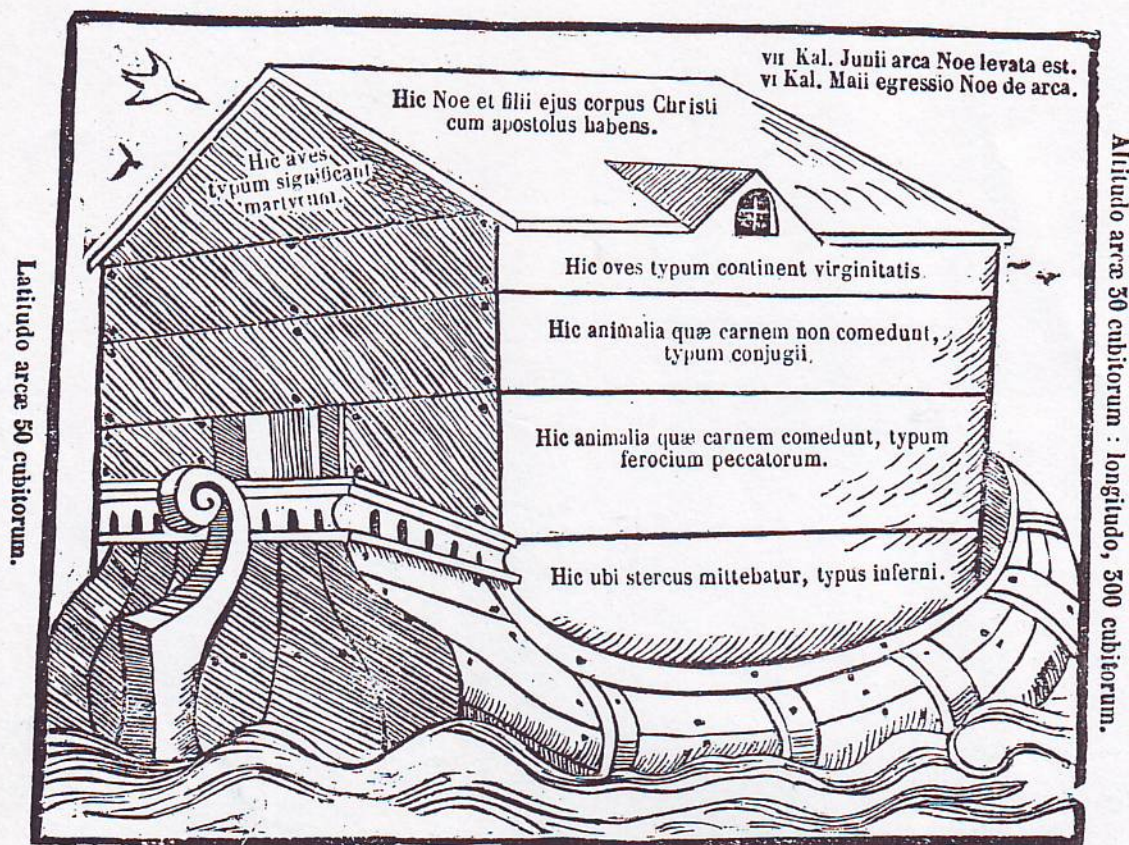 vii Kal. Junii arca Noe levata est.
vi Kal. Maii egressio Noe de arca.
Hic Noe et filii ejus corpus Christi
cum apostolus habens.
Hic aves
typum significant
martyrum.
Hic oves typum continent virginitatis.
Hic animalia quæ carnem non comedunt,
typum conjugii.
Hic animalia quæ carnem comedunt, typum
ferocium peccatorum.
Hic ubi stercus mittebatur, typus inferni.
Latitudo arcæ 50 cubitorum.
Altitudo arcæ 30 cubitorum : longitudo, 300 cubitorum.